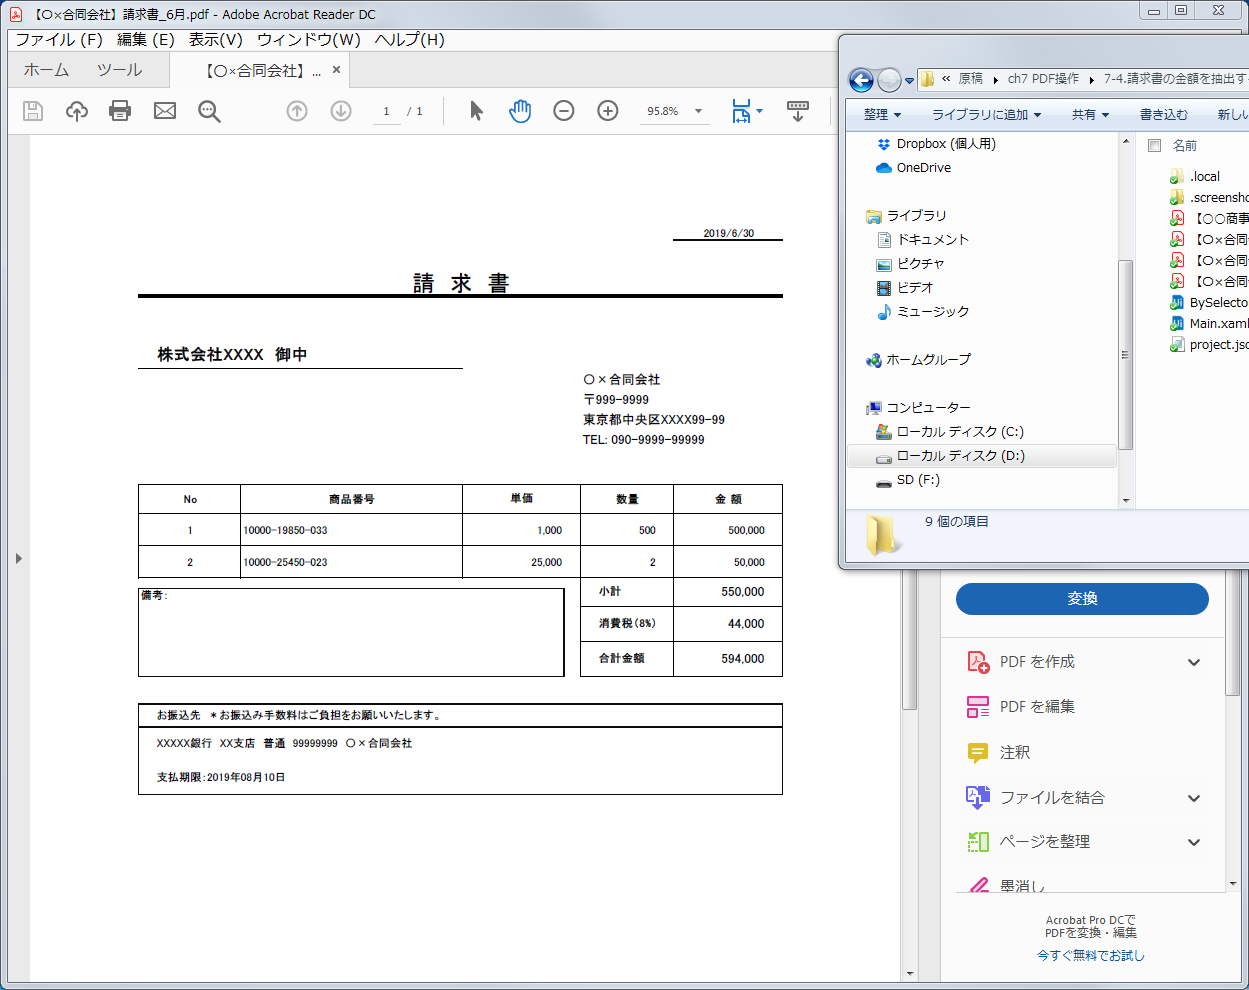 【○×合同会社】請求書_6月.pdf - Adobe Acrobat Reader DC
ファイル (F) 編集 (E) 表示(V) ウィンドウ(W) ヘルプ(H)
ホーム ツール 【○×合同会社】 ... ×
1 / 1 95.8%
2019/6/30
請 求 書
株式会社XXXX 御中
○×合同会社
〒999-9999
東京都中央区XXXX99-99
TEL: 090-9999-99999
No 商品番号 単価 数量 金 額
1 10000-19850-033 1,000 500 500,000
2 10000-25450-023 25,000 2 50,000
小計 550,000
消費税(8%) 44,000
合計金額 594,000
備考:
お振込先 *お振込み手数料はご負担をお願いいたします。
XXXXX銀行 XX支店 普通 99999999 ○×合同会社
支払期限:2019年08月10日
« 原稿 ▸ ch7 PDF操作 ▸ 7-4.請求書の金額を抽出す
整理 ライブラリに追加 共有 書き込む 新しい
Dropbox (個人用)
OneDrive
ライブラリ
ドキュメント
ピクチャ
ビデオ
ミュージック
ホームグループ
コンピューター
ローカル ディスク (C:)
ローカル ディスク (D:)
SD (F:)
名前
.local
.screensho
【○○商事
【○×合同
【○×合同
【○×合同
BySelecto
Main.xaml
project.jso
9 個の項目
変換
PDF を作成
PDF を編集
注釈
ファイルを結合
ページを整理
墨消し
Acrobat Pro DCで
PDFを変換・編集
今すぐ無料でお試し